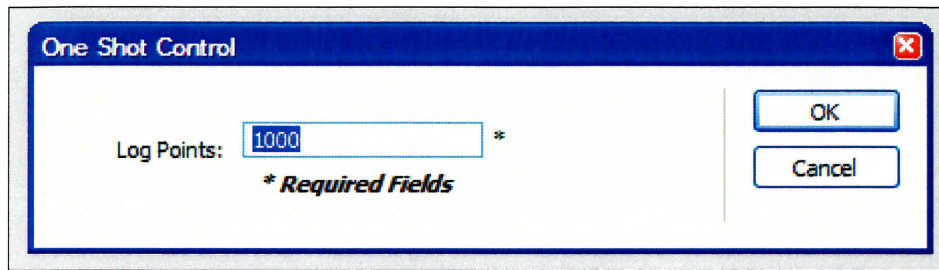 One Shot Control
Log Points: 1000 *
* Required Fields
OK
Cancel